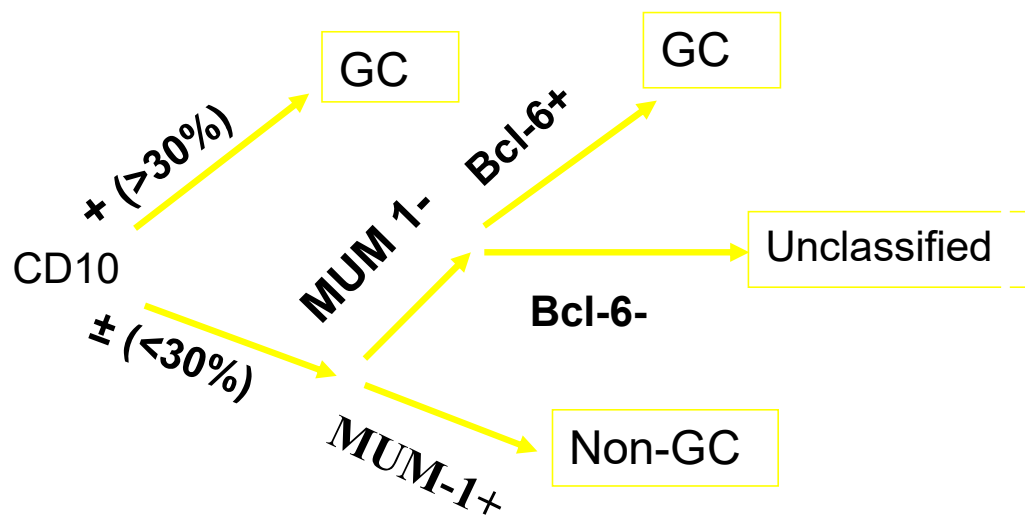 GC
GC
+ (>30%)
Bcl-6+
MUM 1-
CD10
Unclassified
Bcl-6-
± (<30%)
MUM-1+
Non-GC